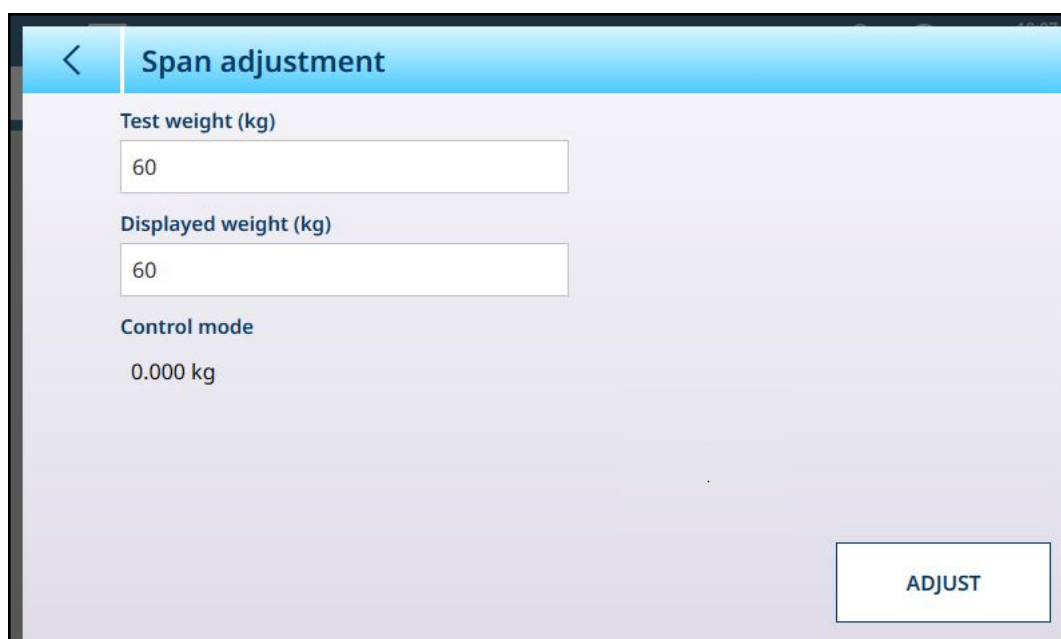 Span adjustment
Test weight (kg)
60
Displayed weight (kg)
60
Control mode
0.000 kg
ADJUST